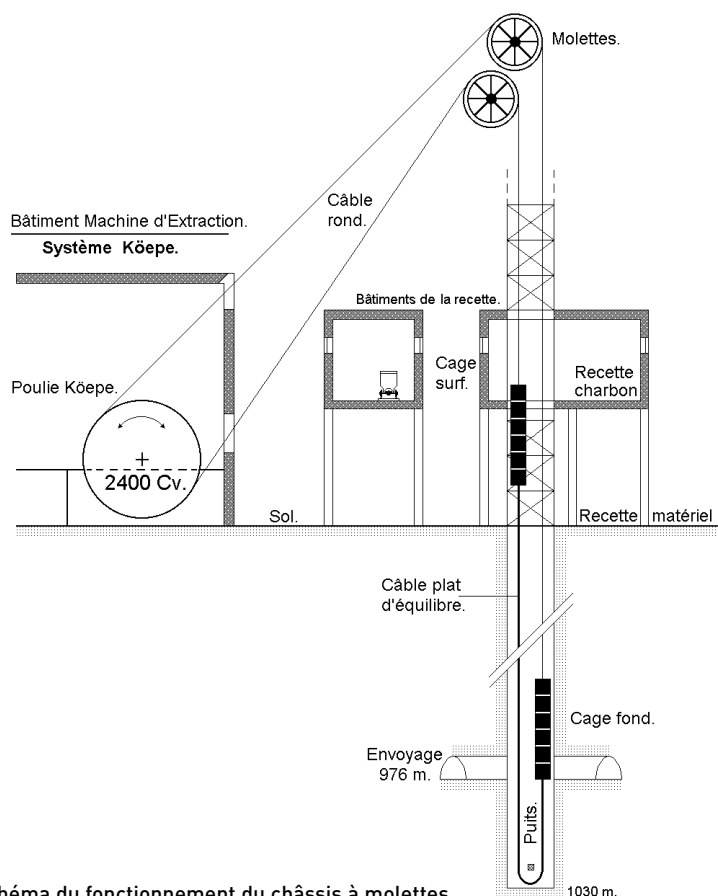 Molettes.
Câble
rond.
Bâtiment Machine d'Extraction.
Système Köepe.
Bâtiments de la recette.
Poulie Köepe.
Cage
surf.
Recette
charbon
2400 Cv.
Sol.
Recette matériel
Câble plat
d'équilibre.
Cage fond.
Envoyage
976 m.
Puits.
1030 m.
héma du fonctionnement du châssis à molettes